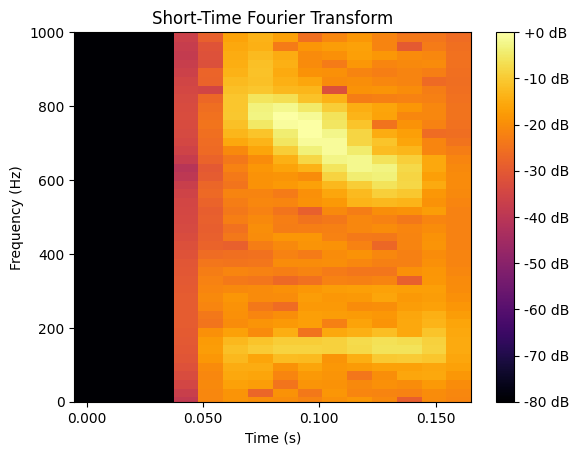 Short-Time Fourier Transform
1000
800
600
400
200
0
Frequency (Hz)
0.000
0.050
0.100
0.150
Time (s)
+0 dB
-10 dB
-20 dB
-30 dB
-40 dB
-50 dB
-60 dB
-70 dB
-80 dB